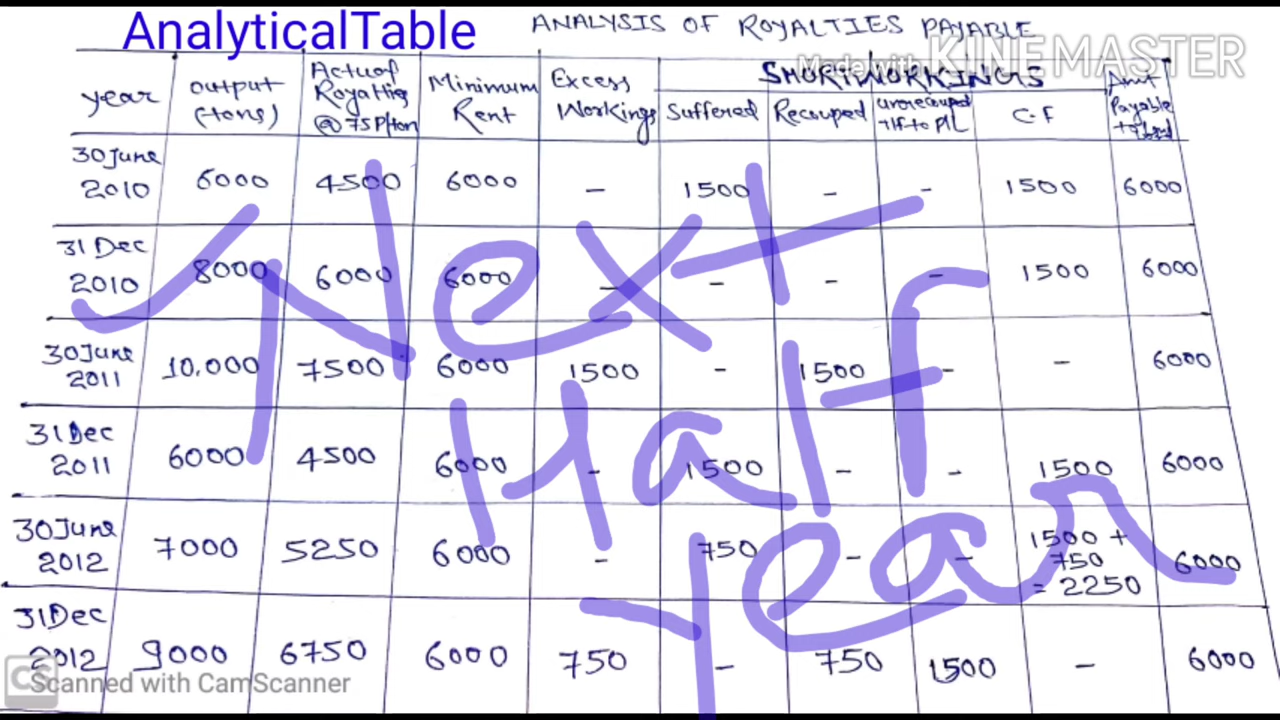 AnalyticalTable
ANALYSIS OF ROYALTIES PAYABLE
Made with KINEMASTER
year
output (tons)
Actual Royalties @ 75 P/ton
Minimum Rent
Excess Workings
SHORTWORKINGS
Suffered
Recouped
unrecouped
C.F
Amt Payable
30 June 2010 6000 4500 6000 - 1500 - - 1500 6000
31 Dec 2010 8000 6000 6000 - - - - 1500 6000
30 June 2011 10,000 7500 6000 1500 - 1500 - - 6000
31 Dec 2011 6000 4500 6000 - 1500 - - 1500 6000
30 June 2012 7000 5250 6000 - 750 - - 1500 + 750 = 2250 6000
31 Dec 2012 9000 6750 6000 750 - 750 1500 - 6000
Next
Half
year
CS Scanned with CamScanner